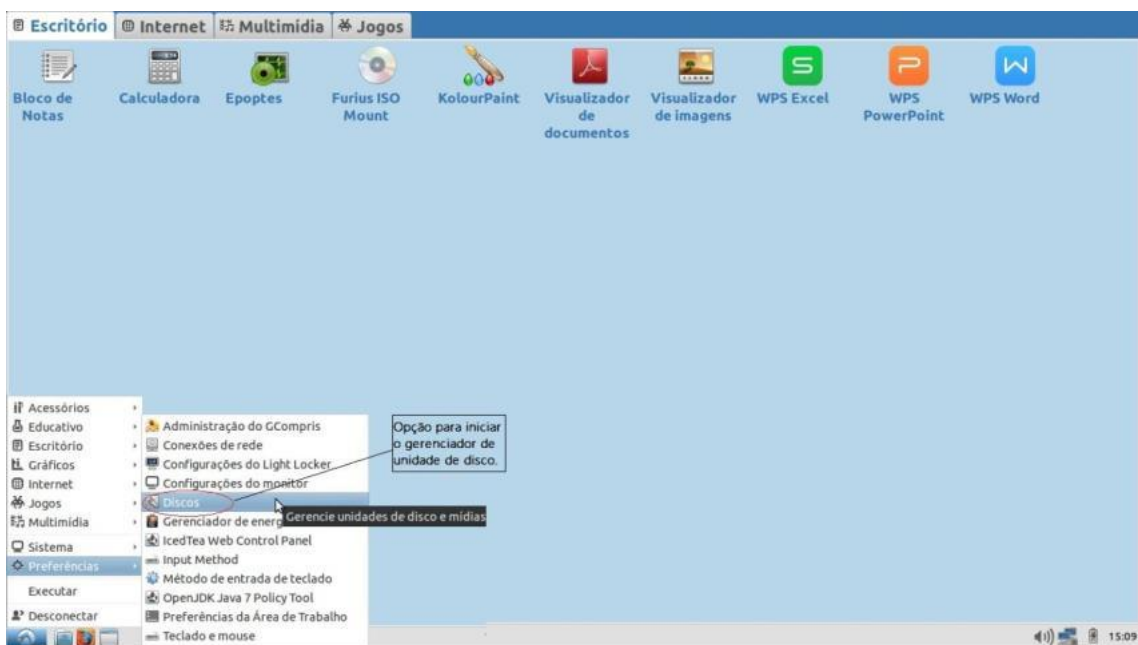 Escritório Internet Multimídia Jogos
Bloco de
Notas
Calculadora
Epoptes
Furius ISO
Mount
KolourPaint
Visualizador
de
documentos
Visualizador
de imagens
WPS Excel
WPS
PowerPoint
WPS Word
Acessórios
Educativo
Escritório
Gráficos
Internet
Jogos
Multimídia
Sistema
Preferências
Executar
Desconectar
Administração do GCompris
Conexões de rede
Configurações do Light Locker
Configurações do monitor
Discos
Gerenciador de energ
IcedTea Web Control Panel
Input Method
Método de entrada de teclado
OpenJDK Java 7 Policy Tool
Preferências da Área de Trabalho
Teclado e mouse
Opção para iniciar
o gerenciador de
unidade de disco.
Gerencie unidades de disco e mídias
15:09